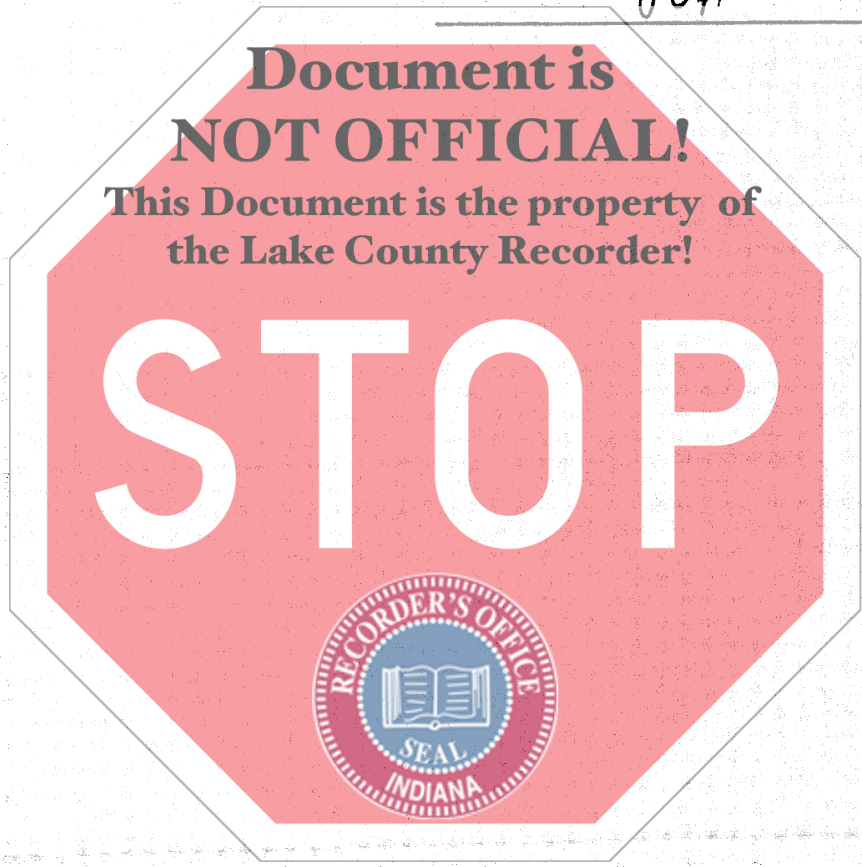 Document is
NOT OFFICIAL!
This Document is the property of
the Lake County Recorder!
STOP
RECORDER'S OFFICE
SEAL
INDIANA